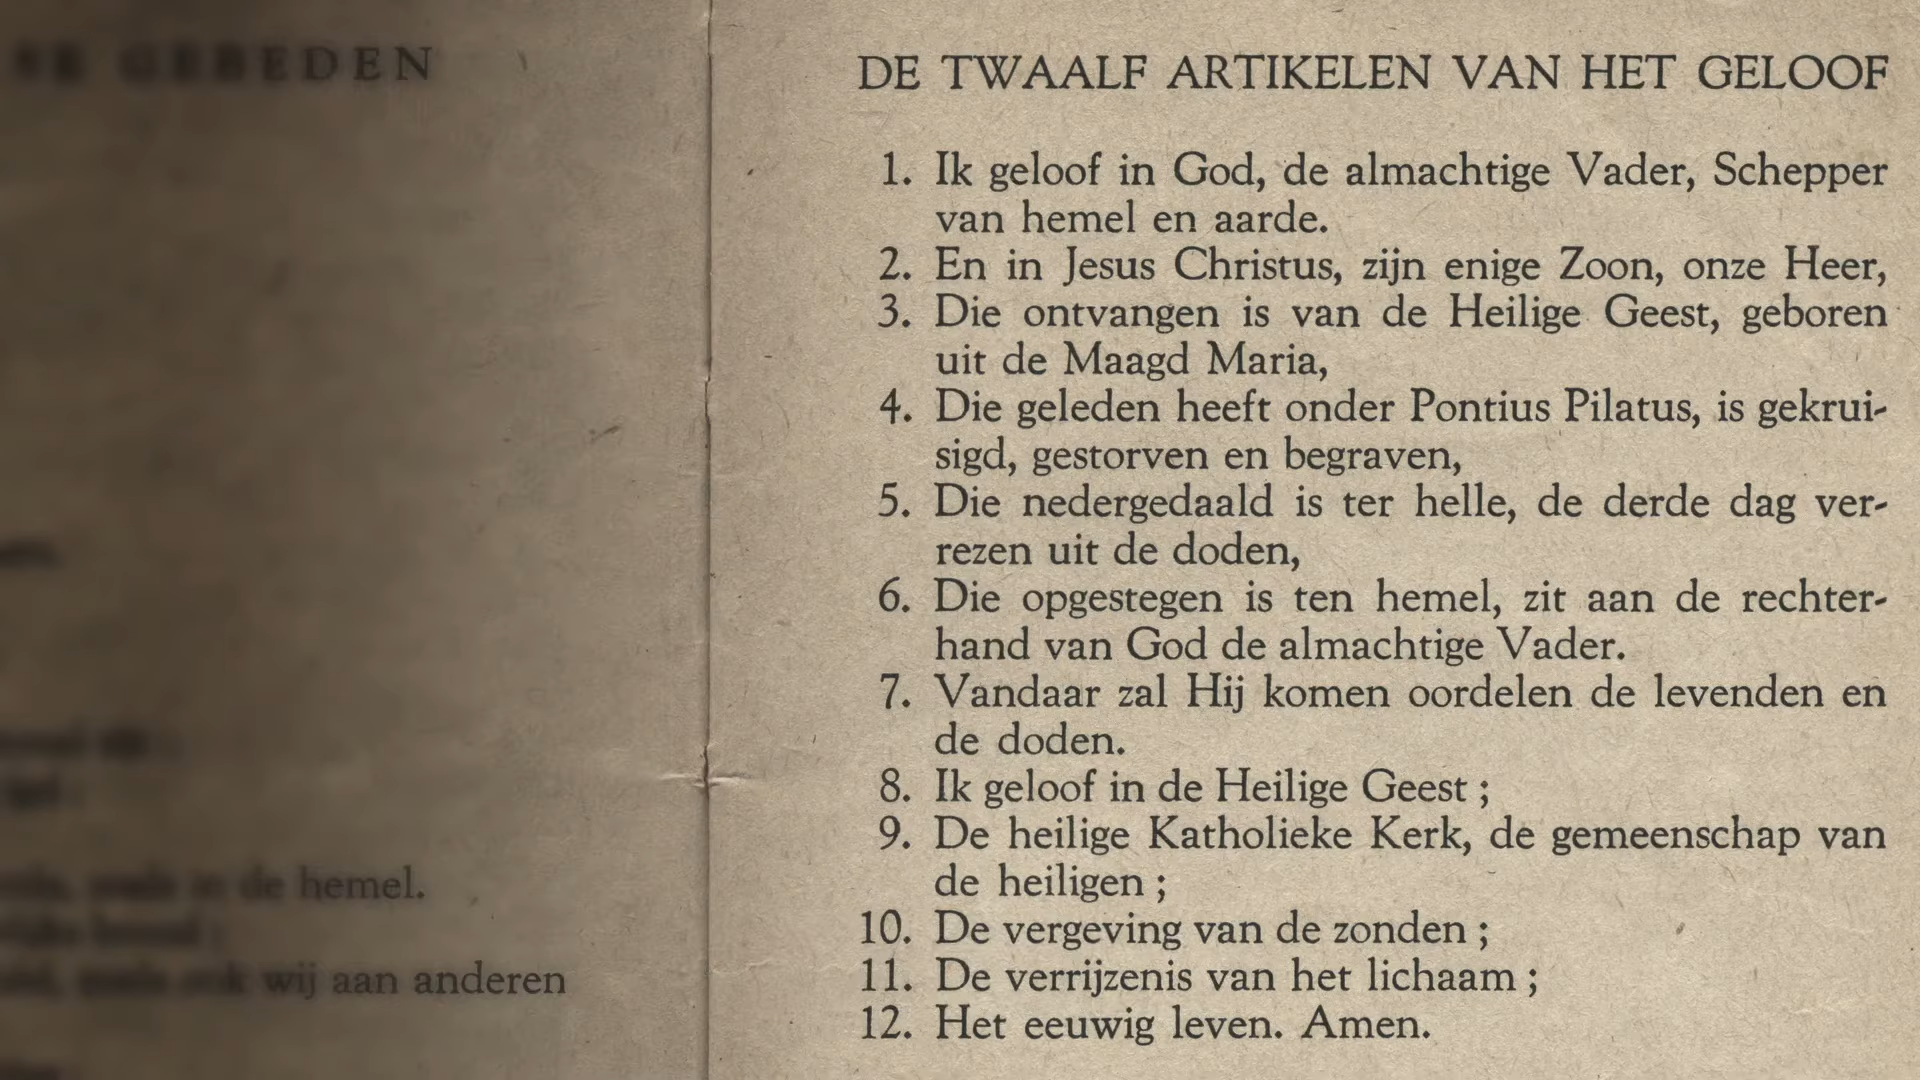 GEBEDEN
de hemel.
wij aan anderen
DE TWAALF ARTIKELEN VAN HET GELOOF
1. Ik geloof in God, de almachtige Vader, Schepper
van hemel en aarde.
2. En in Jesus Christus, zijn enige Zoon, onze Heer,
3. Die ontvangen is van de Heilige Geest, geboren
uit de Maagd Maria,
4. Die geleden heeft onder Pontius Pilatus, is gekrui-
sigd, gestorven en begraven,
5. Die nedergedaald is ter helle, de derde dag ver-
rezen uit de doden,
6. Die opgestegen is ten hemel, zit aan de rechter-
hand van God de almachtige Vader.
7. Vandaar zal Hij komen oordelen de levenden en
de doden.
8. Ik geloof in de Heilige Geest ;
9. De heilige Katholieke Kerk, de gemeenschap van
de heiligen ;
10. De vergeving van de zonden ;
11. De verrijzenis van het lichaam ;
12. Het eeuwig leven. Amen.